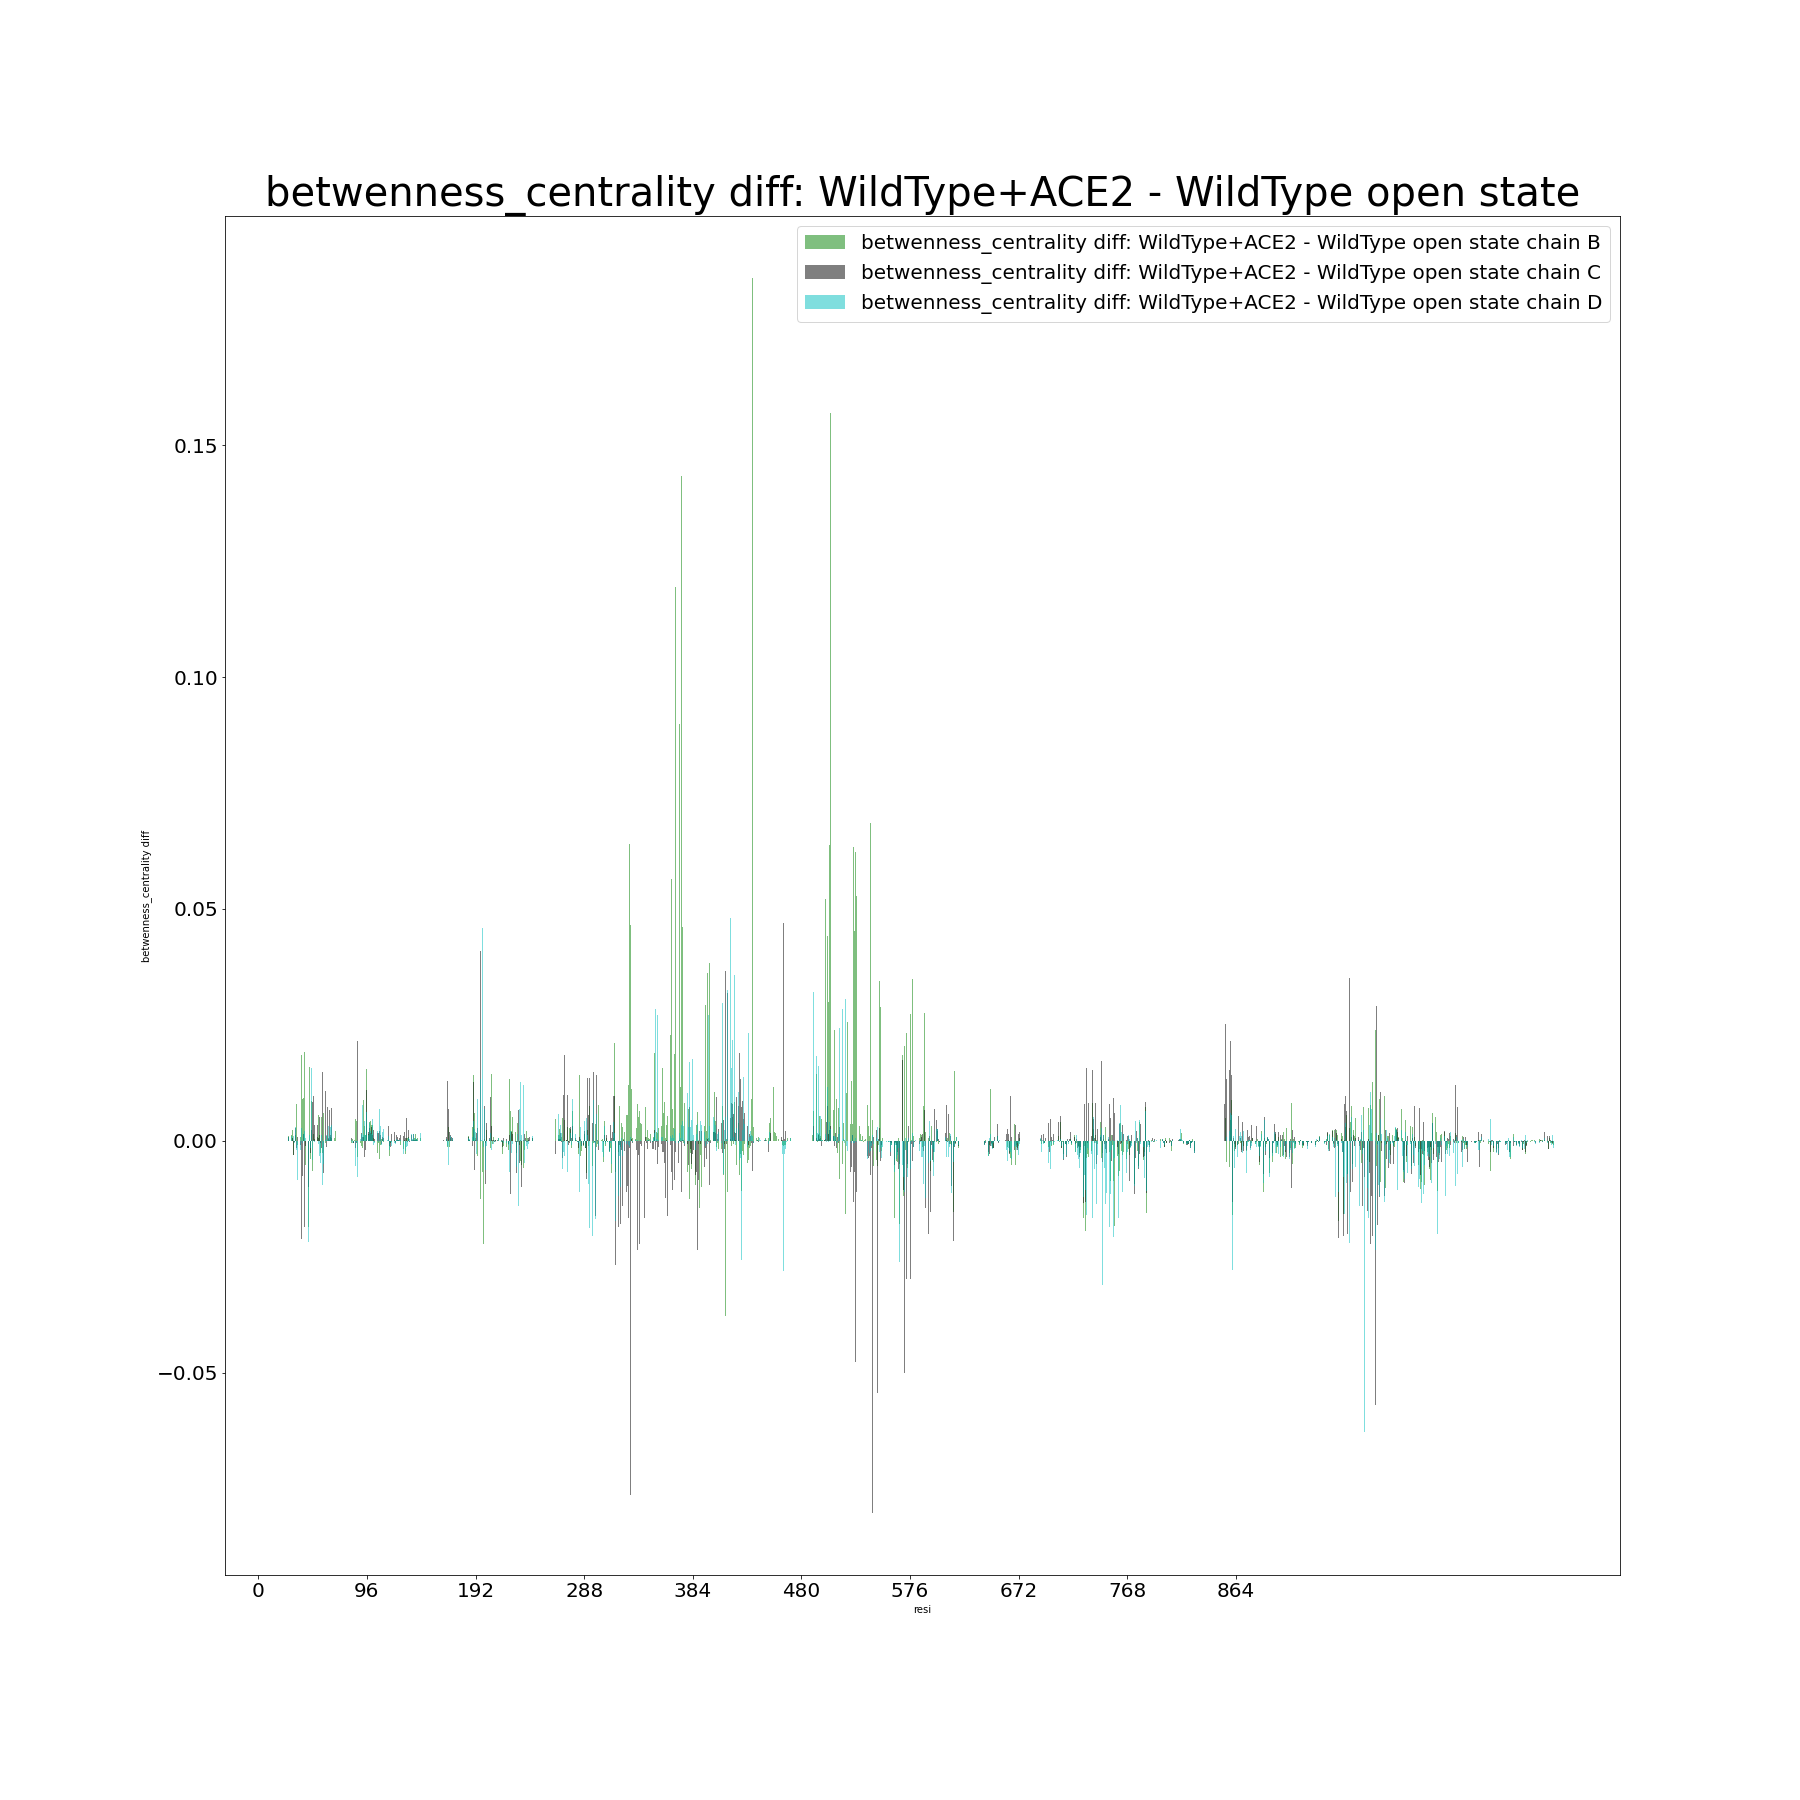 betwenness_centrality diff: WildType+ACE2 - WildType open state
betwenness_centrality diff: WildType+ACE2 - WildType open state chain B
betwenness_centrality diff: WildType+ACE2 - WildType open state chain C
betwenness_centrality diff: WildType+ACE2 - WildType open state chain D
0.15
0.10
0.05
0.00
−0.05
betwenness_centrality diff
0 96 192 288 384 480 576 672 768 864
resi